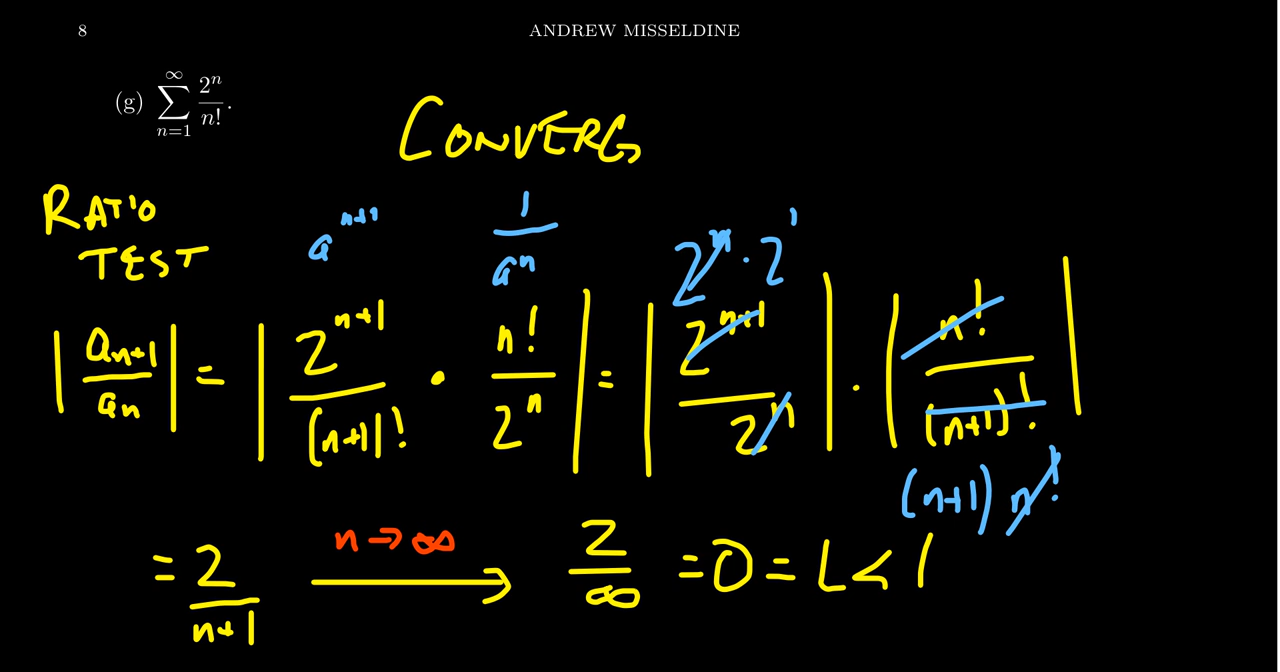 8 ANDREW MISSELDINE
(g) ∑_{n=1}^{∞} 2^n / n! .
CONVERGS
RATIO
TEST
a^{n+1} 1/a^n 2^n · 2^1
|a_{n+1} / a_n| = |2^{n+1} / (n+1)! · n! / 2^n| = |2^{n+1} / 2^n| · |n! / (n+1)!|
(n+1) n!
= 2 / n+1 n → ∞ 2 / ∞ = 0 = L < 1